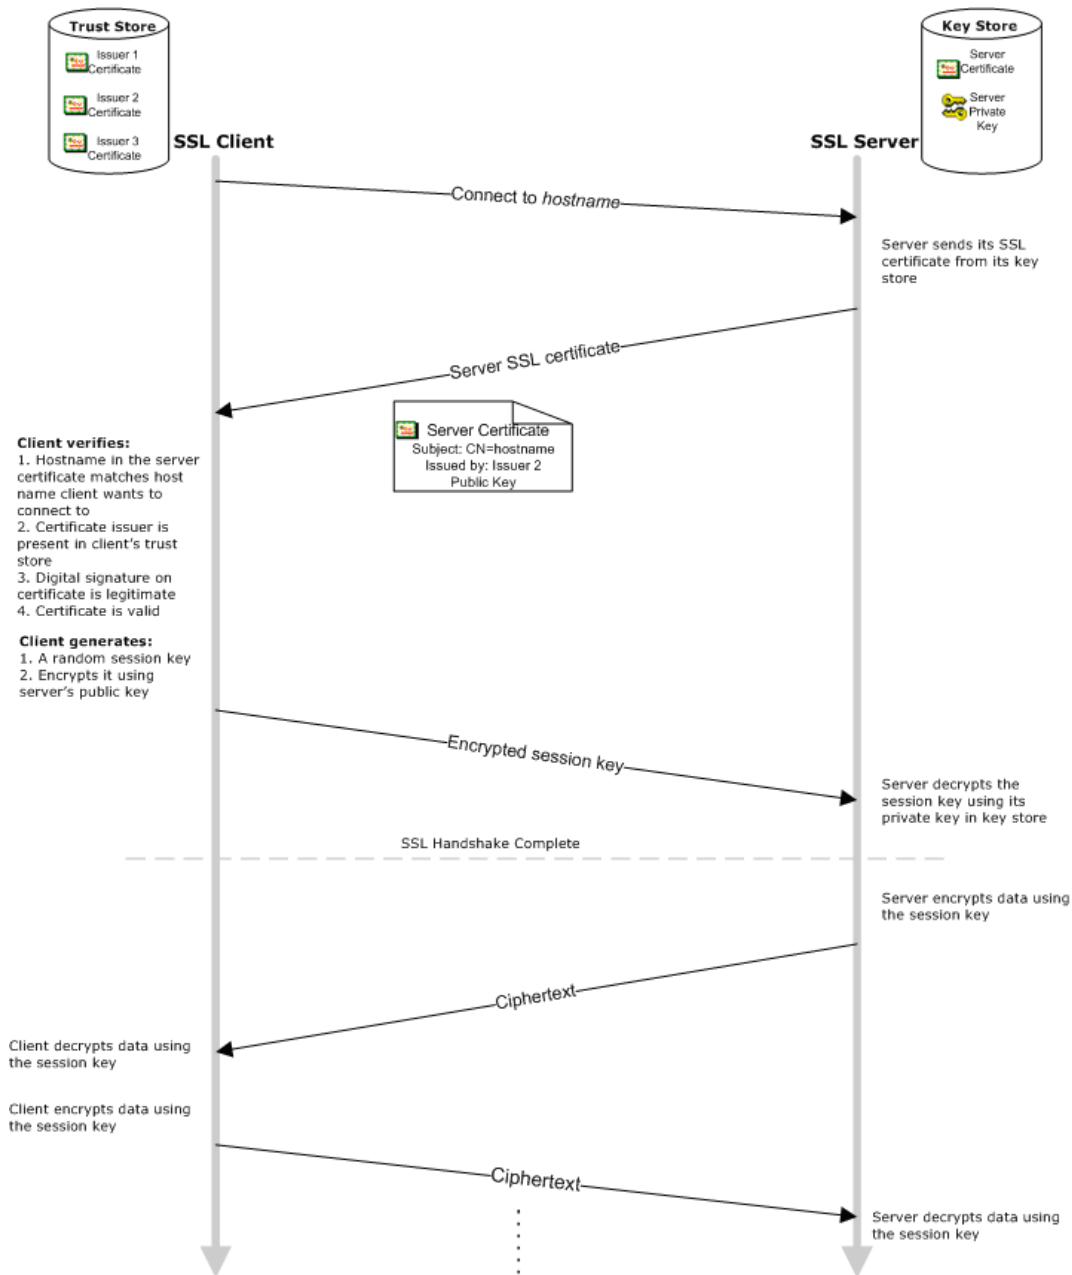 Trust Store
Issuer 1
Certificate
Issuer 2
Certificate
Issuer 3
Certificate
Key Store
Server
Certificate
Server
Private
Key
SSL Client
SSL Server
Connect to hostname
Server sends its SSL
certificate from its key
store
Server SSL certificate
Server Certificate
Subject: CN=hostname
Issued by: Issuer 2
Public Key
Client verifies:
1. Hostname in the server
certificate matches host
name client wants to
connect to
2. Certificate issuer is
present in client's trust
store
3. Digital signature on
certificate is legitimate
4. Certificate is valid
Client generates:
1. A random session key
2. Encrypts it using
server's public key
Encrypted session key
Server decrypts the
session key using its
private key in key store
SSL Handshake Complete
Server encrypts data using
the session key
Ciphertext
Client decrypts data using
the session key
Client encrypts data using
the session key
Ciphertext
Server decrypts data using
the session key